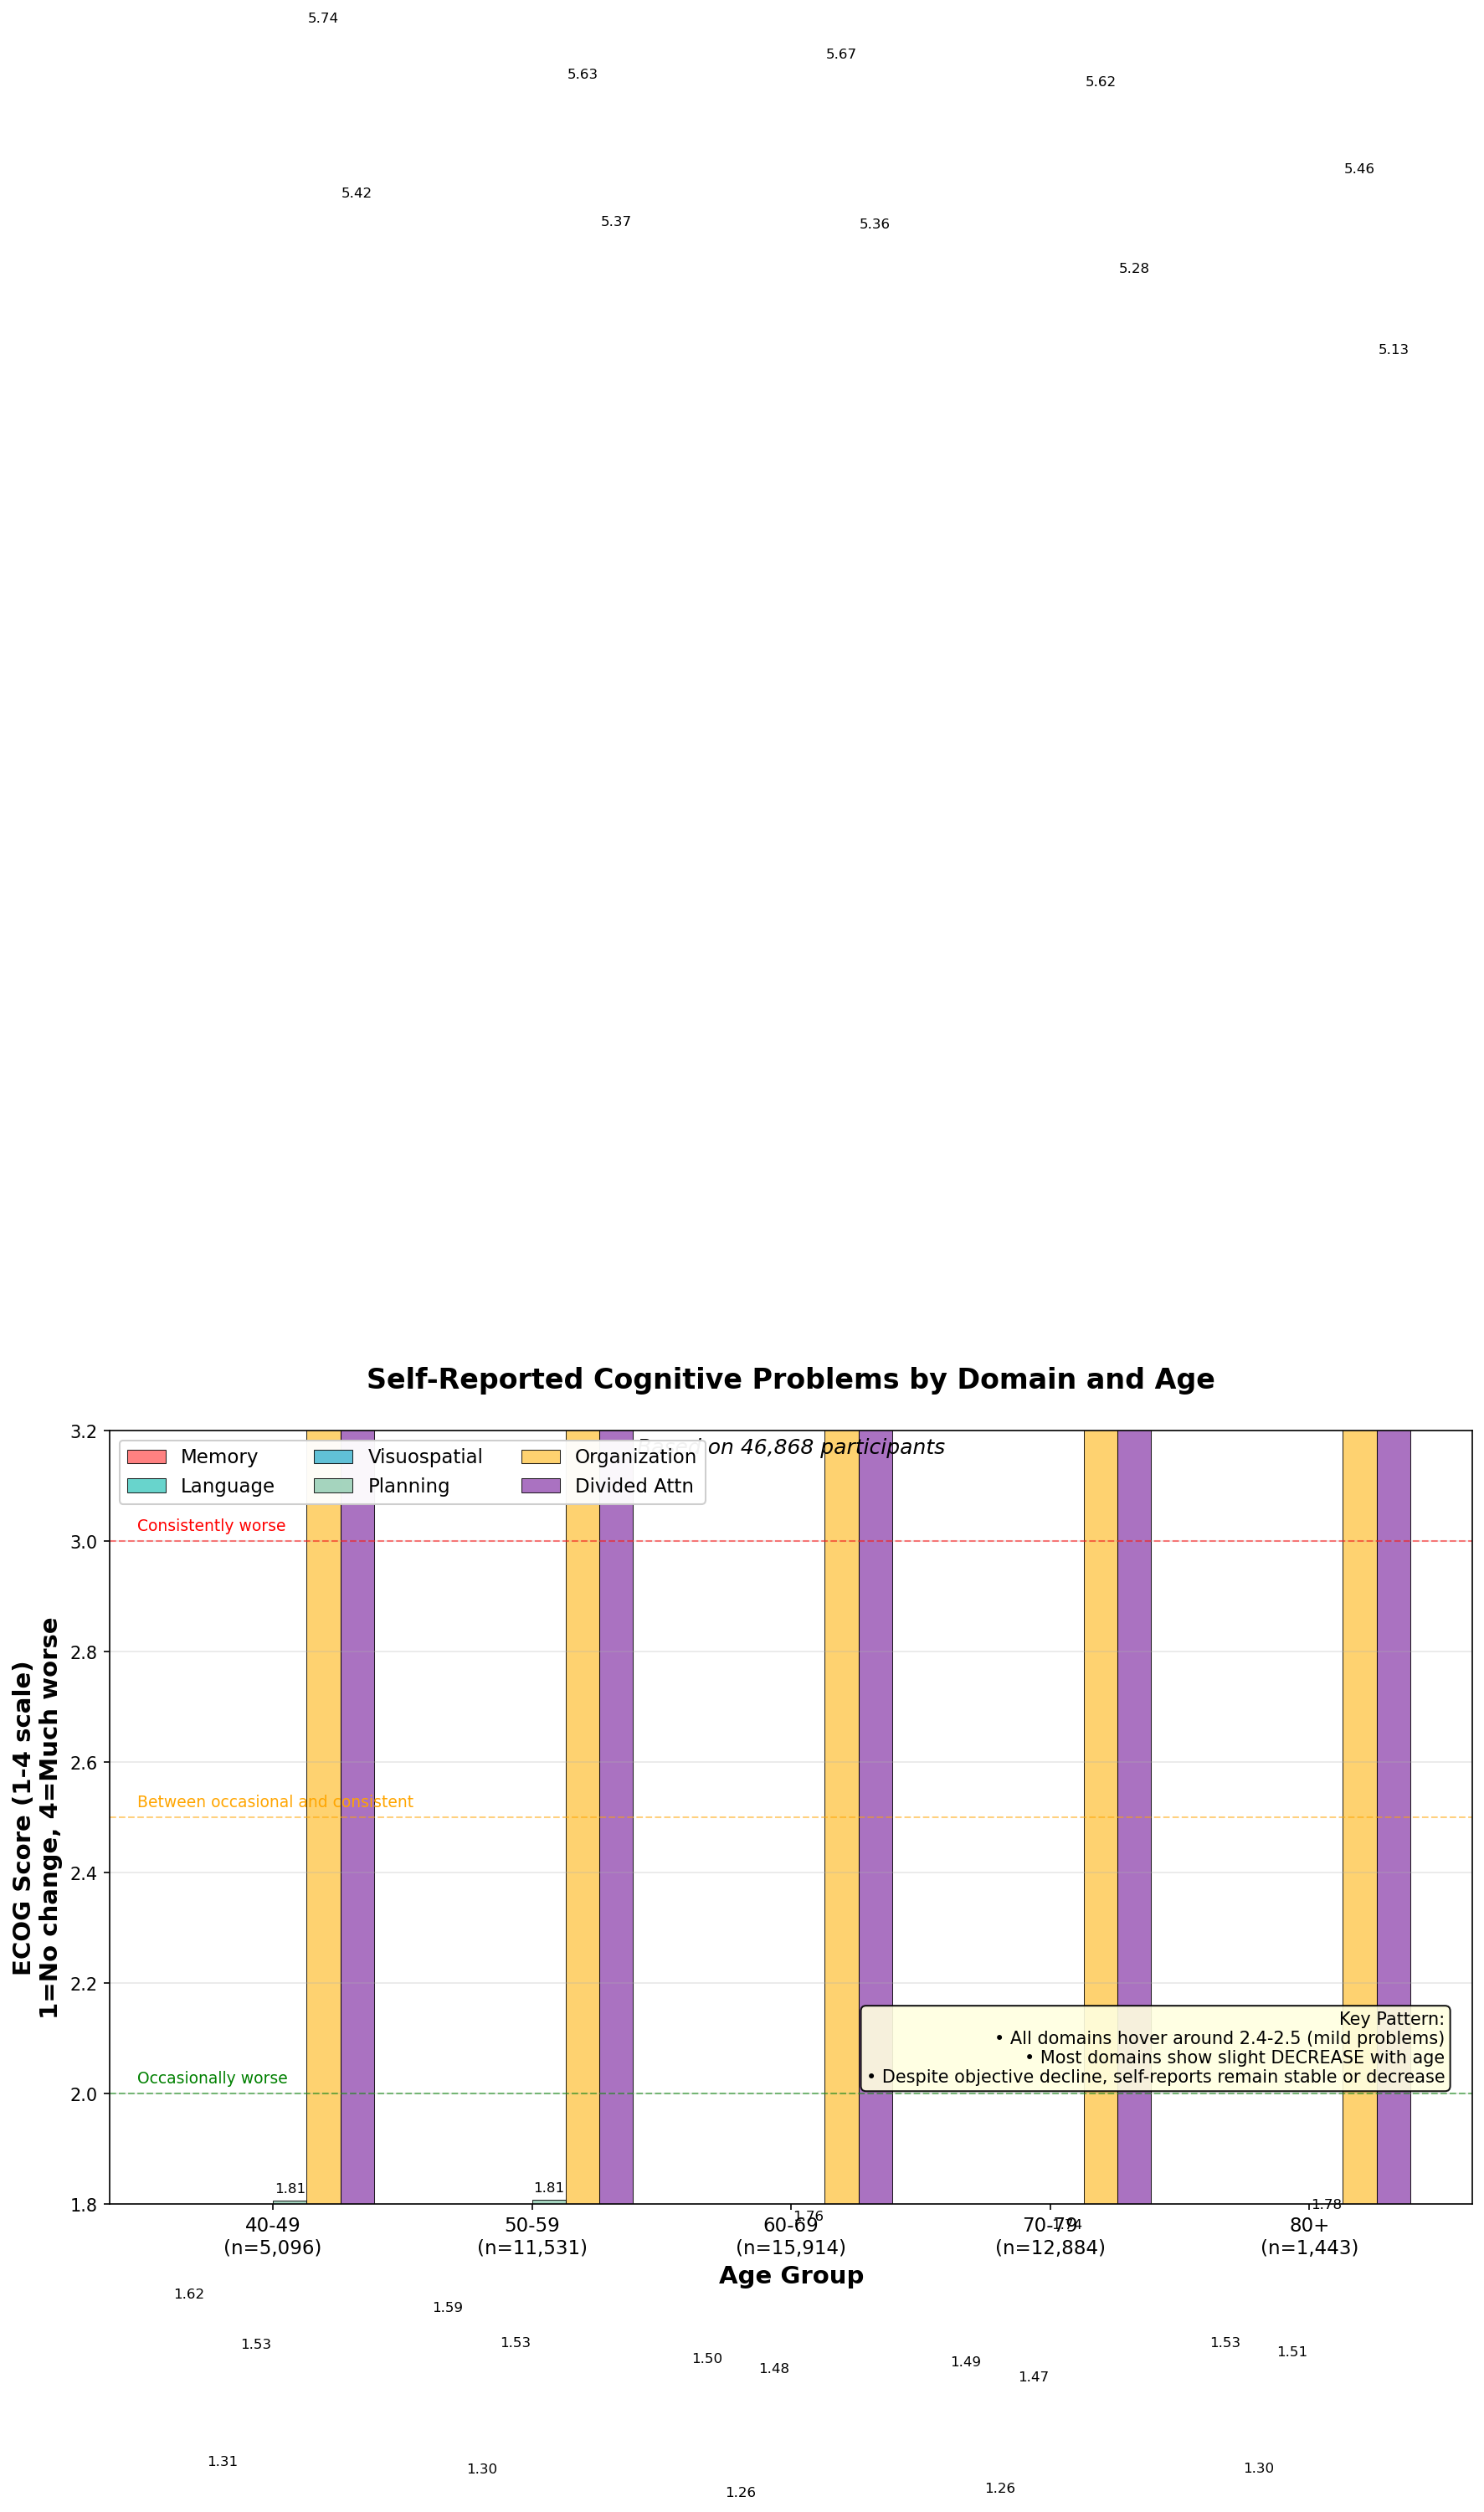 5.74
5.63
5.67
5.62
5.46
5.42
5.37
5.36
5.28
5.13
Self-Reported Cognitive Problems by Domain and Age
Based on 46,868 participants
Memory
Language
Visuospatial
Planning
Organization
Divided Attn
ECOG Score (1-4 scale)
1=No change, 4=Much worse
3.2
3.0
2.8
2.6
2.4
2.2
2.0
1.8
Consistently worse
Between occasional and consistent
Occasionally worse
Key Pattern:
• All domains hover around 2.4-2.5 (mild problems)
• Most domains show slight DECREASE with age
• Despite objective decline, self-reports remain stable or decrease
1.81
1.81
1.76
1.74
1.78
40-49
(n=5,096)
50-59
(n=11,531)
60-69
(n=15,914)
70-79
(n=12,884)
80+
(n=1,443)
Age Group
1.62
1.53
1.31
1.59
1.53
1.30
1.50
1.48
1.26
1.49
1.47
1.26
1.53
1.51
1.30